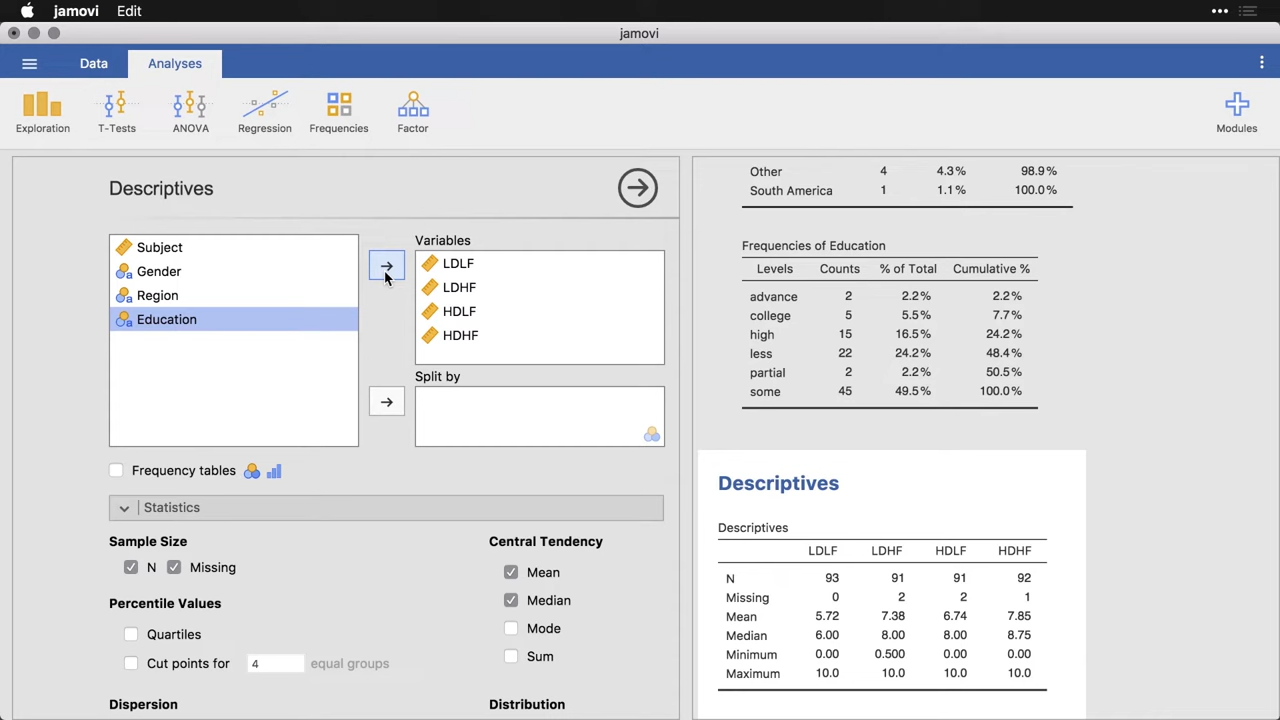 jamovi Edit
jamovi
Data Analyses
Exploration T-Tests ANOVA Regression Frequencies Factor Modules
Descriptives
Subject
Gender
Region
Education
Variables
LDLF
LDHF
HDLF
HDHF
Split by
Frequency tables
Statistics
Sample Size
N Missing
Percentile Values
Quartiles
Cut points for 4 equal groups
Dispersion
Central Tendency
Mean
Median
Mode
Sum
Distribution
Other 4 4.3% 98.9%
South America 1 1.1% 100.0%
Frequencies of Education
Levels Counts % of Total Cumulative %
advance 2 2.2% 2.2%
college 5 5.5% 7.7%
high 15 16.5% 24.2%
less 22 24.2% 48.4%
partial 2 2.2% 50.5%
some 45 49.5% 100.0%
Descriptives
Descriptives
LDLF LDHF HDLF HDHF
N 93 91 91 92
Missing 0 2 2 1
Mean 5.72 7.38 6.74 7.85
Median 6.00 8.00 8.00 8.75
Minimum 0.00 0.500 0.00 0.00
Maximum 10.0 10.0 10.0 10.0